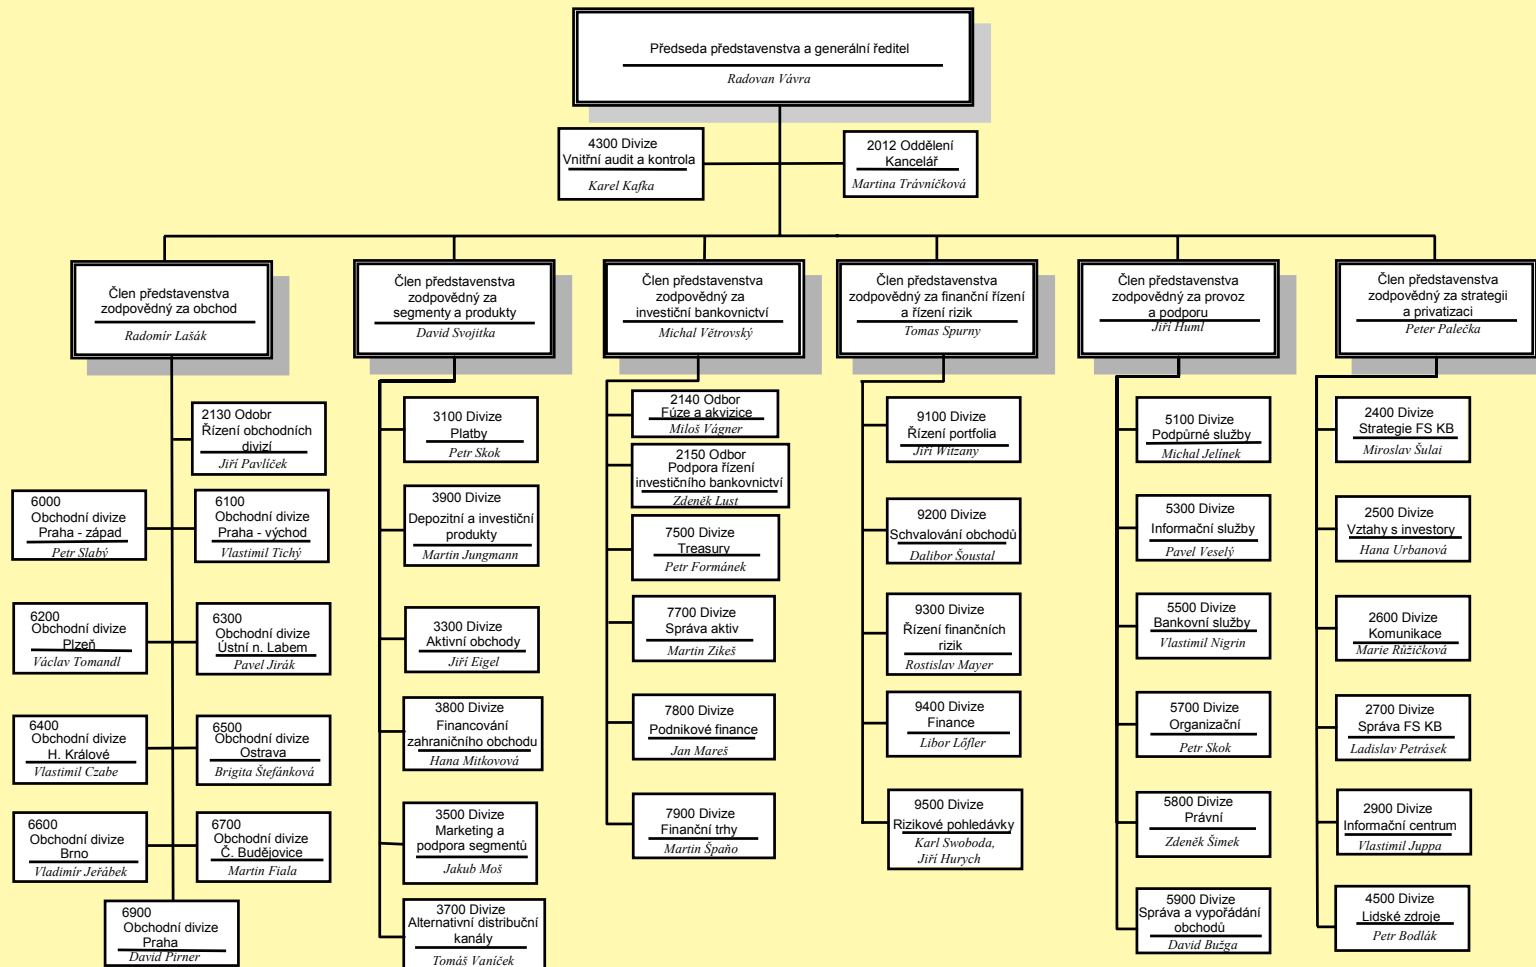 Předseda představenstva a generální ředitel
Radovan Vávra
4300 Divize
Vnitřní audit a kontrola
Karel Kafka
2012 Oddělení
Kancelář
Martina Trávníčková
Člen představenstva
zodpovědný za obchod
Radomír Lašák
2130 Odobr
Řízení obchodních
divizí
Jiří Pavlíček
6000
Obchodní divize
Praha - západ
Petr Slabý
6100
Obchodní divize
Praha - východ
Vlastimil Tichý
6200
Obchodní divize
Plzeň
Václav Tomandl
6300
Obchodní divize
Ústní n. Labem
Pavel Jirák
6400
Obchodní divize
H. Králové
Vlastimil Czabe
6500
Obchodní divize
Ostrava
Brigita Štefánková
6600
Obchodní divize
Brno
Vladimír Jeřábek
6700
Obchodní divize
Č. Budějovice
Martin Fiala
6900
Obchodní divize
Praha
David Pirner
Člen představenstva
zodpovědný za
segmenty a produkty
David Svojitka
3100 Divize
Platby
Petr Skok
3900 Divize
Depozitní a investiční
produkty
Martin Jungmann
3300 Divize
Aktivní obchody
Jiří Eigel
3800 Divize
Financování
zahraničního obchodu
Hana Mitkovová
3500 Divize
Marketing a
podpora segmentů
Jakub Moš
3700 Divize
Alternativní distribuční
kanály
Tomáš Vaníček
Člen představenstva
zodpovědný za
investiční bankovnictví
Michal Větrovský
2140 Odbor
Fúze a akvizice
Miloš Vágner
2150 Odbor
Podpora řízení
investičního bankovnictví
Zdeněk Lust
7500 Divize
Treasury
Petr Formánek
7700 Divize
Správa aktiv
Martin Zikeš
7800 Divize
Podnikové finance
Jan Mareš
7900 Divize
Finanční trhy
Martin Špaňo
Člen představenstva
zodpovědný za finanční řízení
a řízení rizik
Tomas Spurny
9100 Divize
Řízení portfolia
Jiří Witzany
9200 Divize
Schvalování obchodů
Dalibor Šoustal
9300 Divize
Řízení finančních
rizik
Rostislav Mayer
9400 Divize
Finance
Libor Lőfler
9500 Divize
Rizikové pohledávky
Karl Swoboda,
Jiří Hurych
Člen představenstva
zodpovědný za provoz
a podporu
Jiří Huml
5100 Divize
Podpůrné služby
Michal Jelínek
5300 Divize
Informační služby
Pavel Veselý
5500 Divize
Bankovní služby
Vlastimil Nigrin
5700 Divize
Organizační
Petr Skok
5800 Divize
Právní
Zdeněk Šimek
5900 Divize
Správa a vypořádání
obchodů
David Bužga
Člen představenstva
zodpovědný za strategii
a privatizaci
Peter Palečka
2400 Divize
Strategie FS KB
Miroslav Šulai
2500 Divize
Vztahy s investory
Hana Urbanová
2600 Divize
Komunikace
Marie Růžičková
2700 Divize
Správa FS KB
Ladislav Petrásek
2900 Divize
Informační centrum
Vlastimil Juppa
4500 Divize
Lidské zdroje
Petr Bodlák